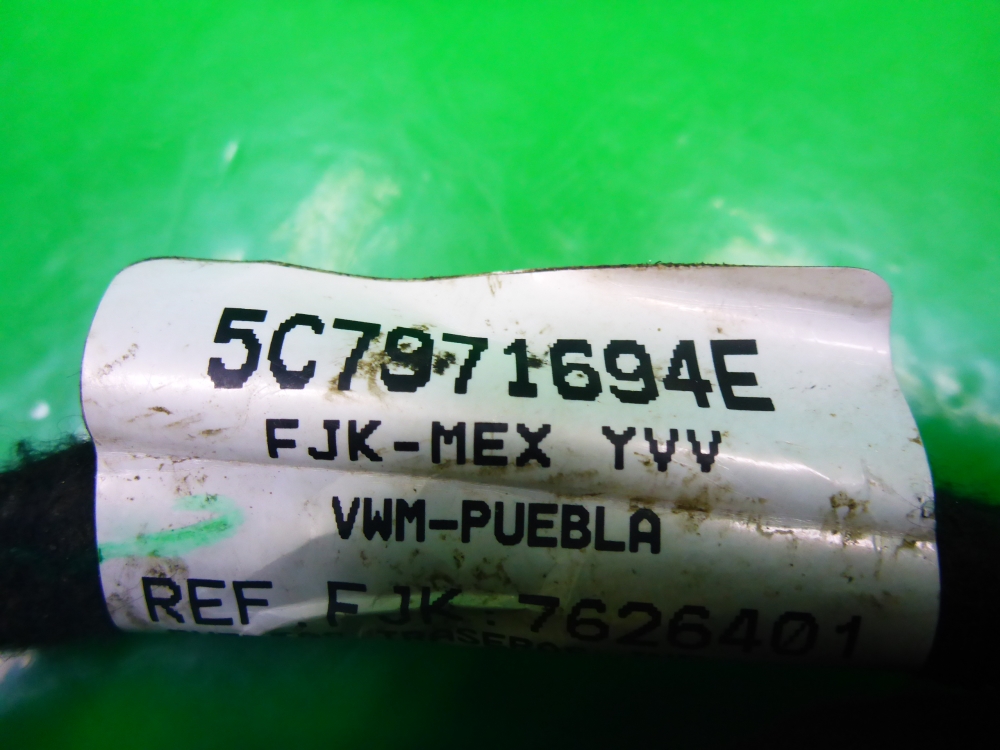 5C7971694E
FJK-MEX YVV
VWM-PUEBLA
REF.FJK.7626401